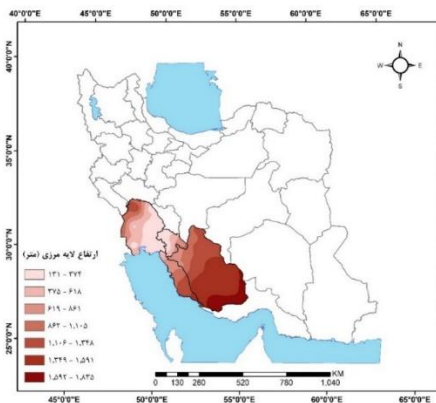 40°0'0"E 45°0'0"E 50°0'0"E 55°0'0"E 60°0'0"E 65°0'0"E
N
W E
S
40°0'0"N
35°0'0"N
30°0'0"N
25°0'0"N
ارتفاع لایه مرزی (متر)
۱۳۱ - ۳۷۴
۳۷۵ - ۶۱۸
۶۱۹ - ۸۶۱
۸۶۲ - ۱,۱۰۵
۱,۱۰۶ - ۱,۳۴۸
۱,۳۴۹ - ۱,۵۹۱
۱,۵۹۲ - ۱,۸۳۵
KM
0 130 260 520 780 1,040
45°0'0"E 50°0'0"E 55°0'0"E 60°0'0"E